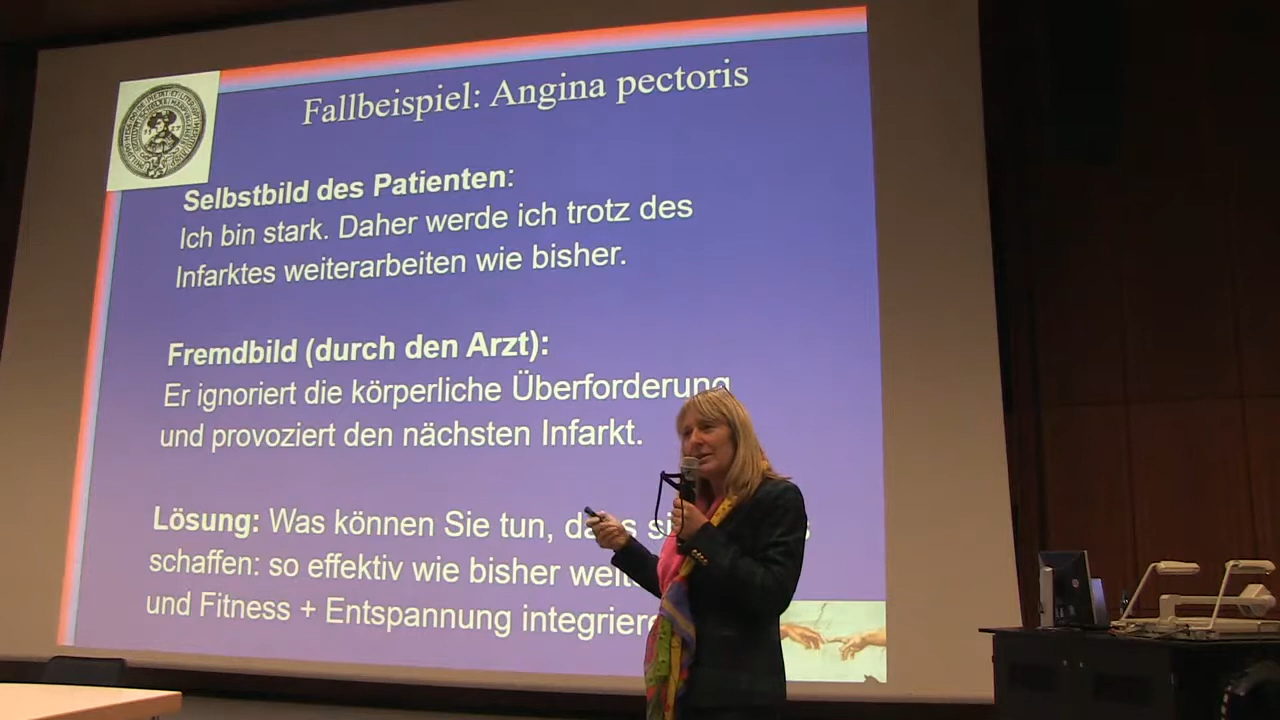 Fallbeispiel: Angina pectoris
Selbstbild des Patienten:
Ich bin stark. Daher werde ich trotz des
Infarktes weiterarbeiten wie bisher.
Fremdbild (durch den Arzt):
Er ignoriert die körperliche Überforderung
und provoziert den nächsten Infarkt.
Lösung: Was können Sie tun,
schaffen: so effektiv wie bisher
und Fitness + Entspannung